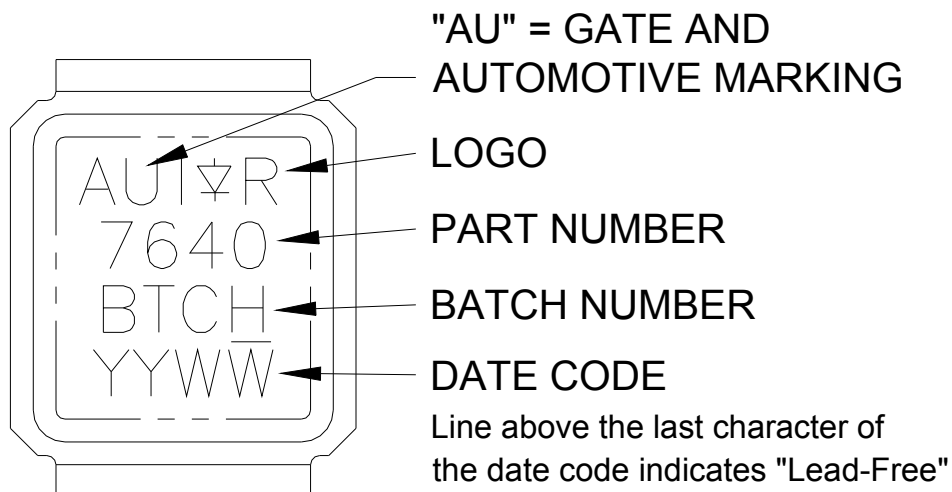 "AU" = GATE AND
AUTOMOTIVE MARKING
AUI R
LOGO
7640
PART NUMBER
BTCH
BATCH NUMBER
YYWW̅
DATE CODE
Line above the last character of
the date code indicates "Lead-Free"